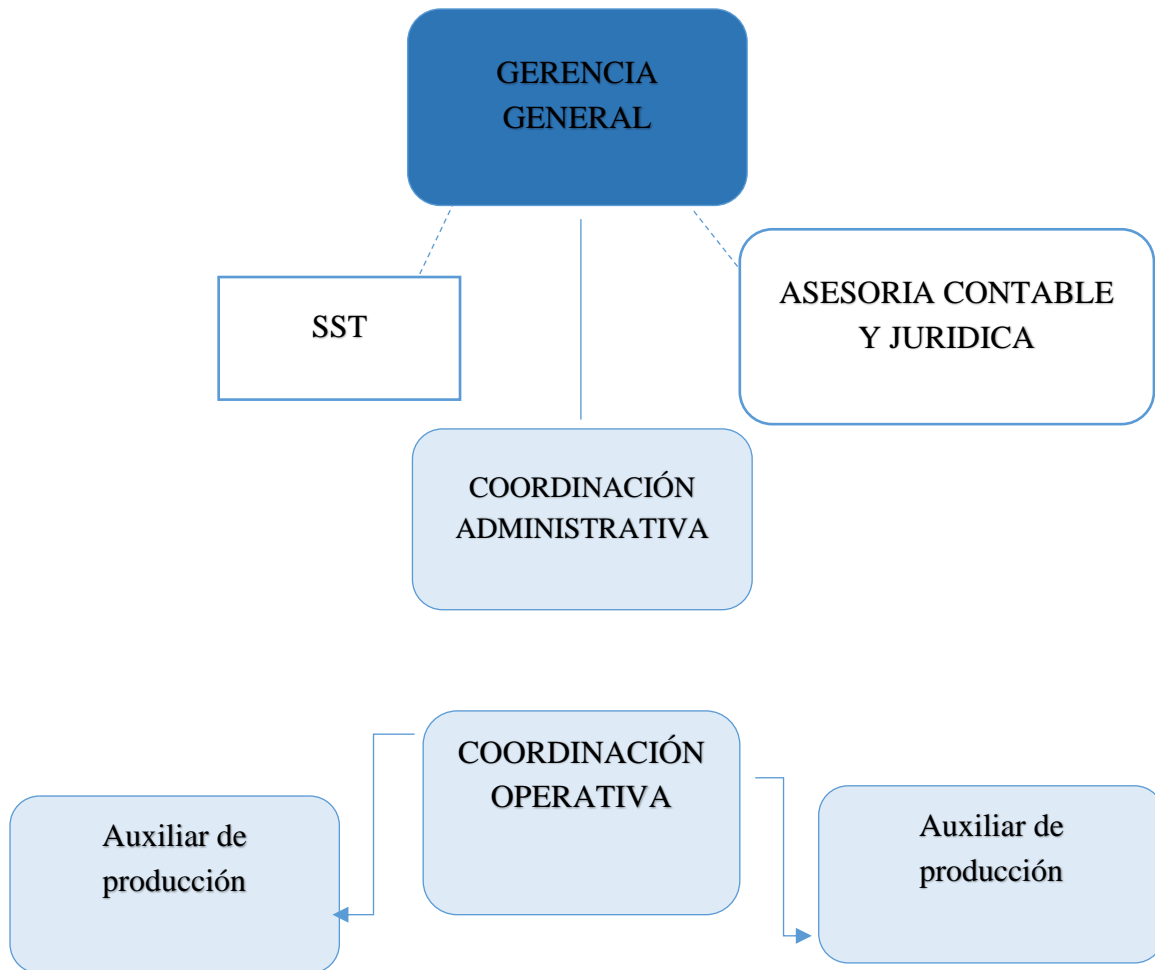 GERENCIA
GENERAL
SST
ASESORIA CONTABLE
Y JURIDICA
COORDINACIÓN
ADMINISTRATIVA
COORDINACIÓN
OPERATIVA
Auxiliar de
producción
Auxiliar de
producción